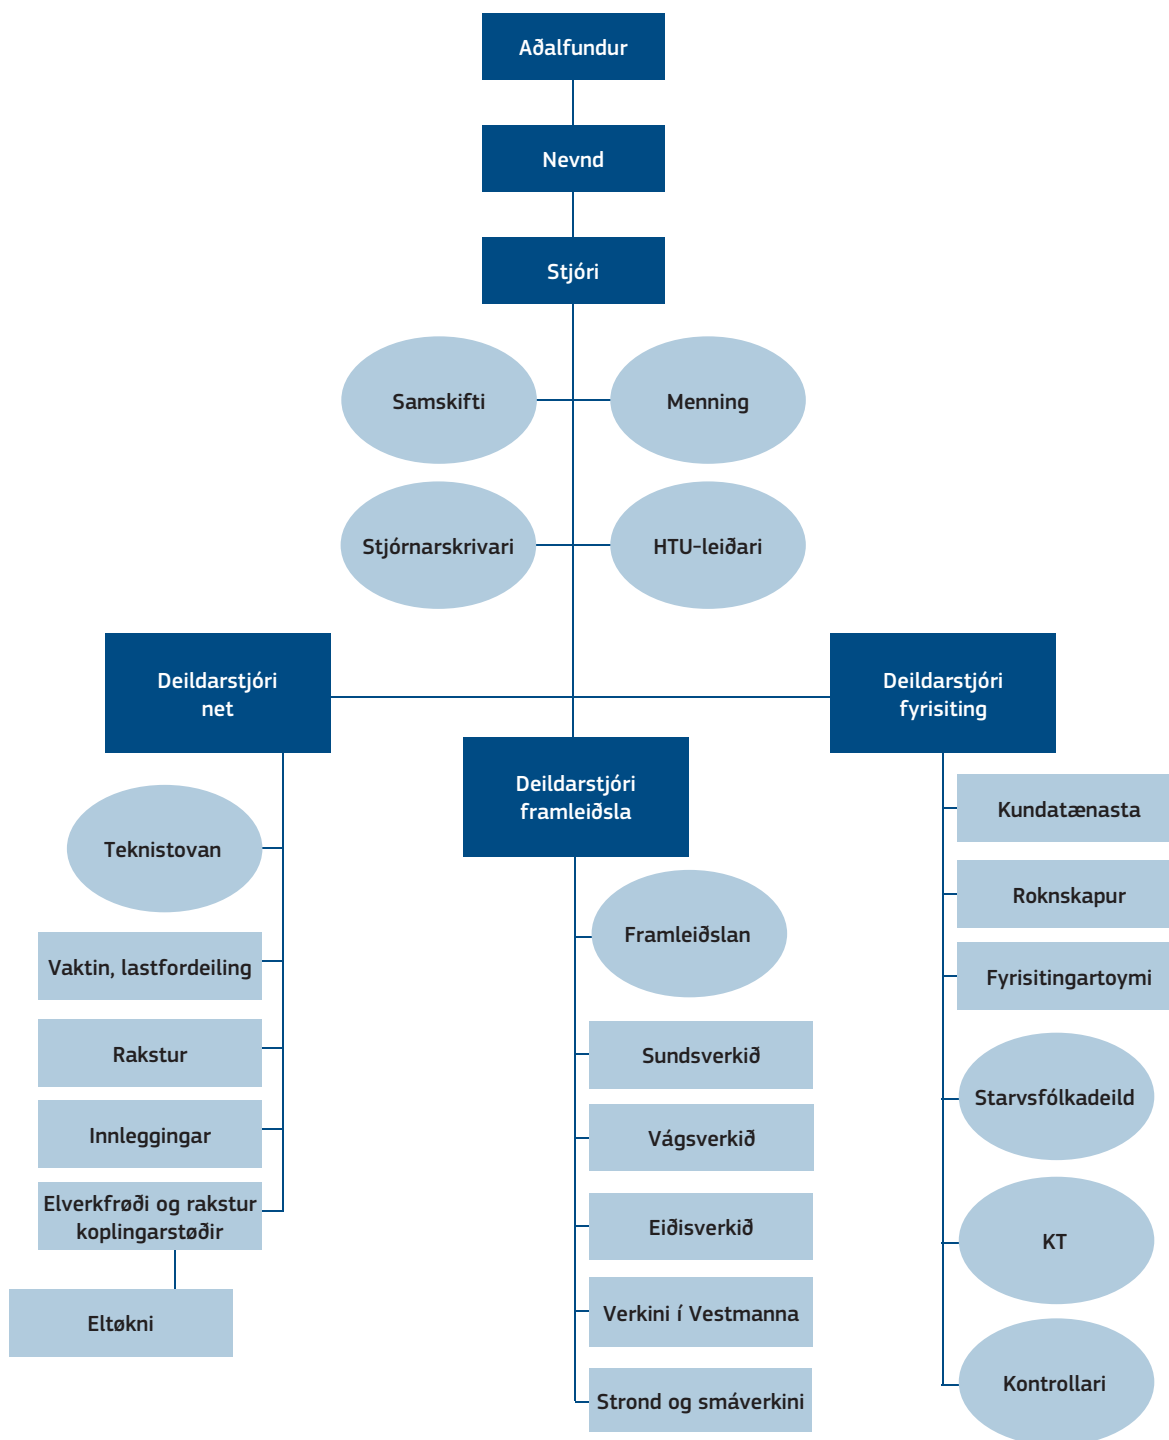 Aðalfundur
Nevnd
Stjóri
Samskifti
Menning
Stjórnarskrivari
HTU-leiðari
Deildarstjóri
net
Deildarstjóri
framleiðsla
Deildarstjóri
fyrisiting
Teknistovan
Vaktin, lastfordeiling
Rakstur
Innleggingar
Elverkfrøði og rakstur
koplingarstøðir
Eltøkni
Framleiðslan
Sundsverkið
Vágsverkið
Eiðisverkið
Verkini í Vestmanna
Strond og smáverkini
Kundatænasta
Roknskapur
Fyrisitingartoymi
Starvsfólkadeild
KT
Kontrollari